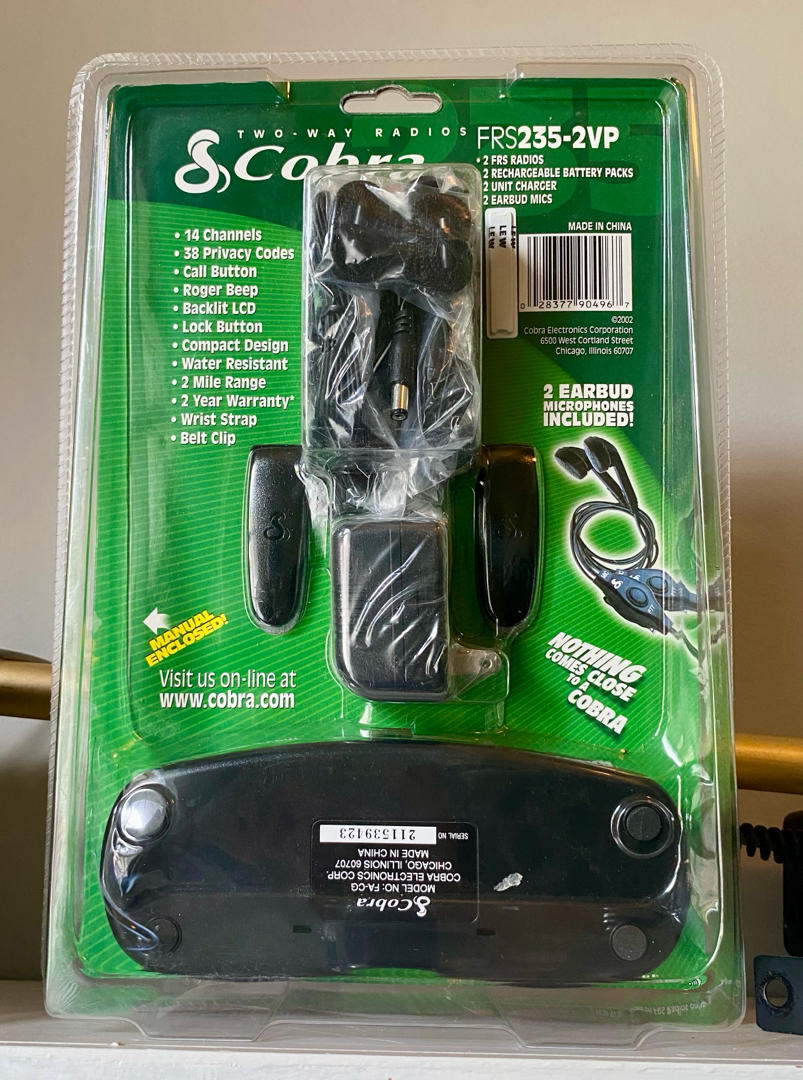 TWO-WAY RADIOS
Cobra
FRS235-2VP
• 2 FRS RADIOS
2 RECHARGEABLE BATTERY PACKS
2 UNIT CHARGER
2 EARBUD MICS
• 14 Channels
• 38 Privacy Codes
• Call Button
• Roger Beep
• Backlit LCD
• Lock Button
• Compact Design
• Water Resistant
• 2 Mile Range
• 2 Year Warranty*
• Wrist Strap
• Belt Clip
MADE IN CHINA
0 28377 90496 7
©2002
Cobra Electronics Corporation
6500 West Cortland Street
Chicago, Illinois 60707
2 EARBUD
MICROPHONES
INCLUDED!
MANUAL
ENCLOSED!
Visit us on-line at
www.cobra.com
NOTHING
COMES CLOSE
TO A
COBRA
Cobra
MODEL NO: FA-CG
COBRA ELECTRONICS CORP.
CHICAGO, ILLINOIS 60707
MADE IN CHINA
SERIAL NO 211539423